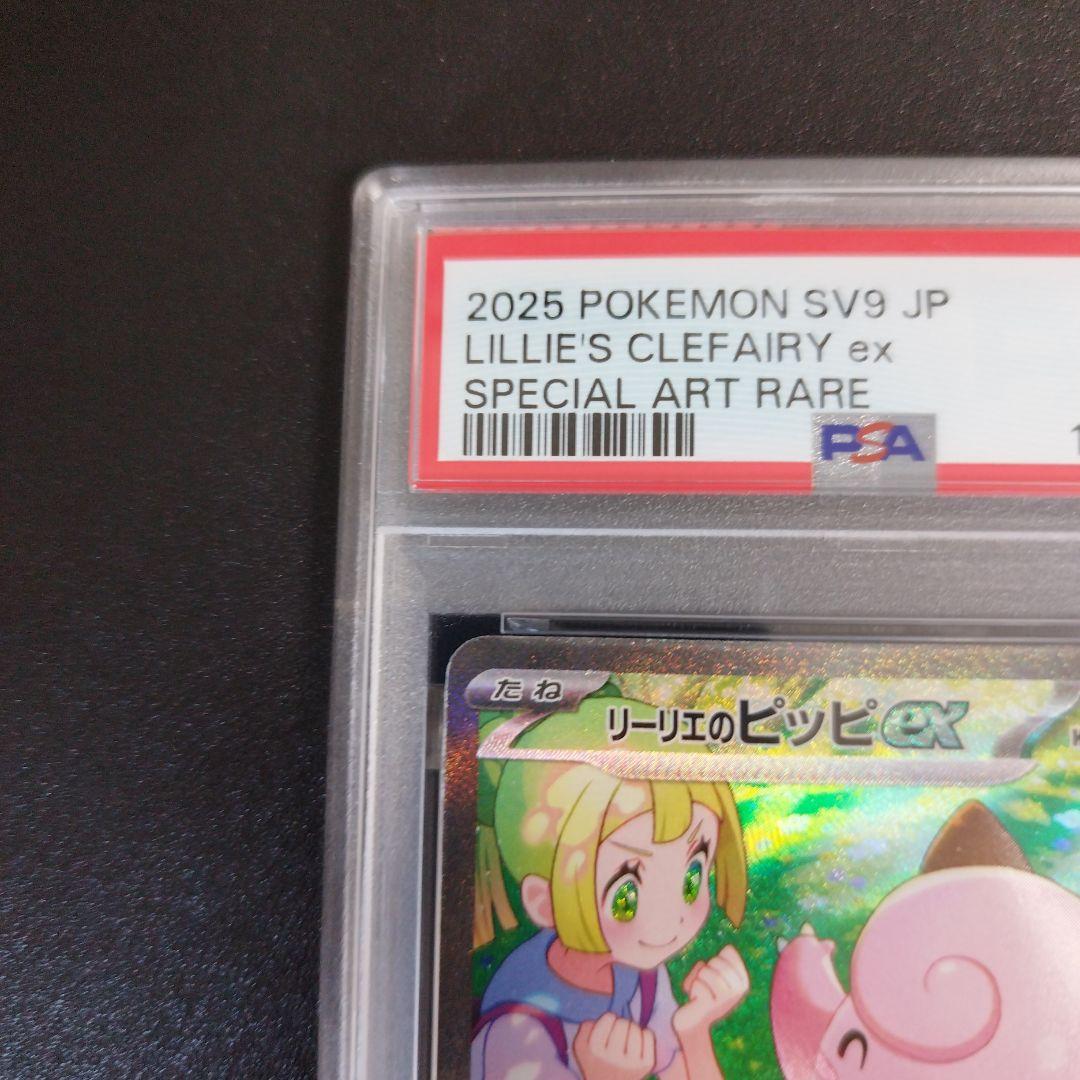 2025 POKEMON SV9 JP
LILLIE'S CLEFAIRY ex
SPECIAL ART RARE
PSA
たね
リーリエのピッピex